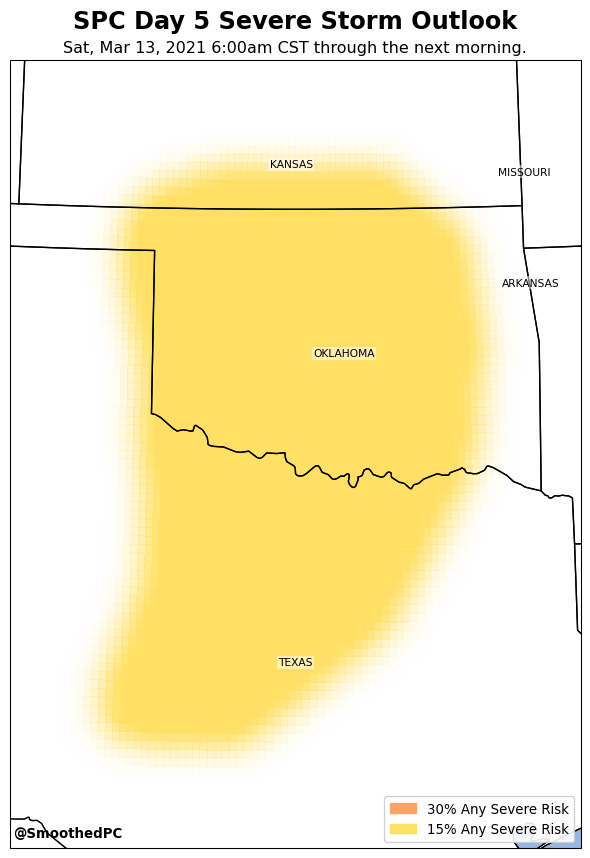 SPC Day 5 Severe Storm Outlook
Sat, Mar 13, 2021 6:00am CST through the next morning.
KANSAS
MISSOURI
ARKANSAS
OKLAHOMA
TEXAS
30% Any Severe Risk
15% Any Severe Risk
@SmoothedPC